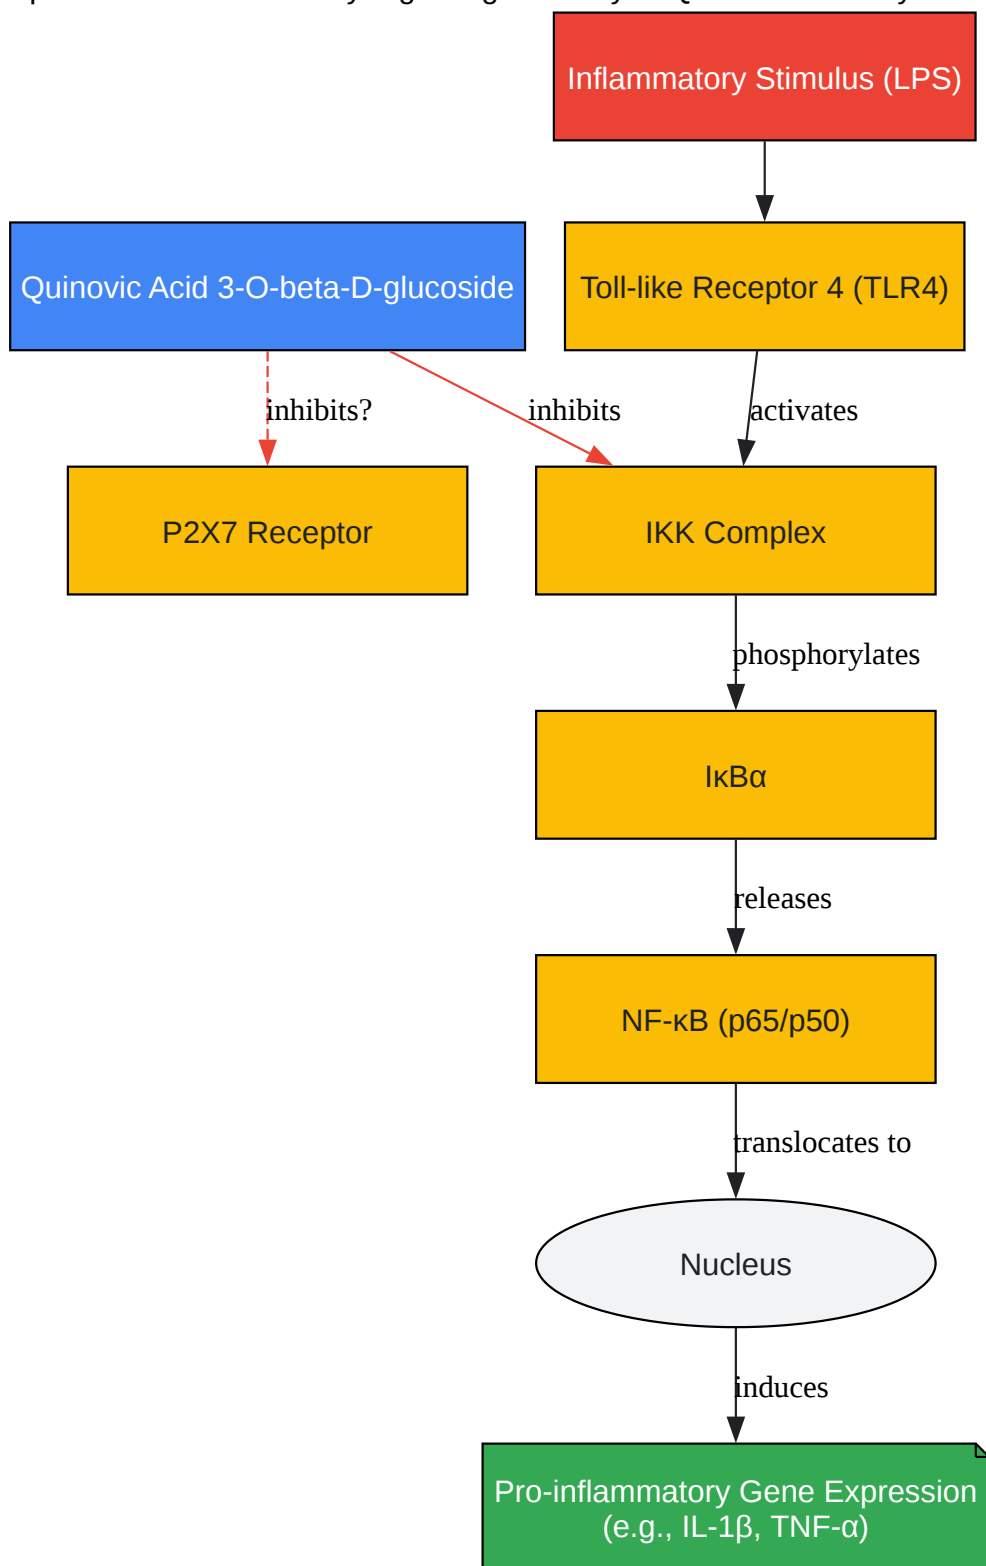 Inflammatory Stimulus (LPS)
Quinovic Acid 3-O-beta-D-glucoside
Toll-like Receptor 4 (TLR4)
inhibits?
inhibits
activates
P2X7 Receptor
IKK Complex
phosphorylates
IκBα
releases
NF-κB (p65/p50)
translocates to
Nucleus
induces
Pro-inflammatory Gene Expression
(e.g., IL-1β, TNF-α)